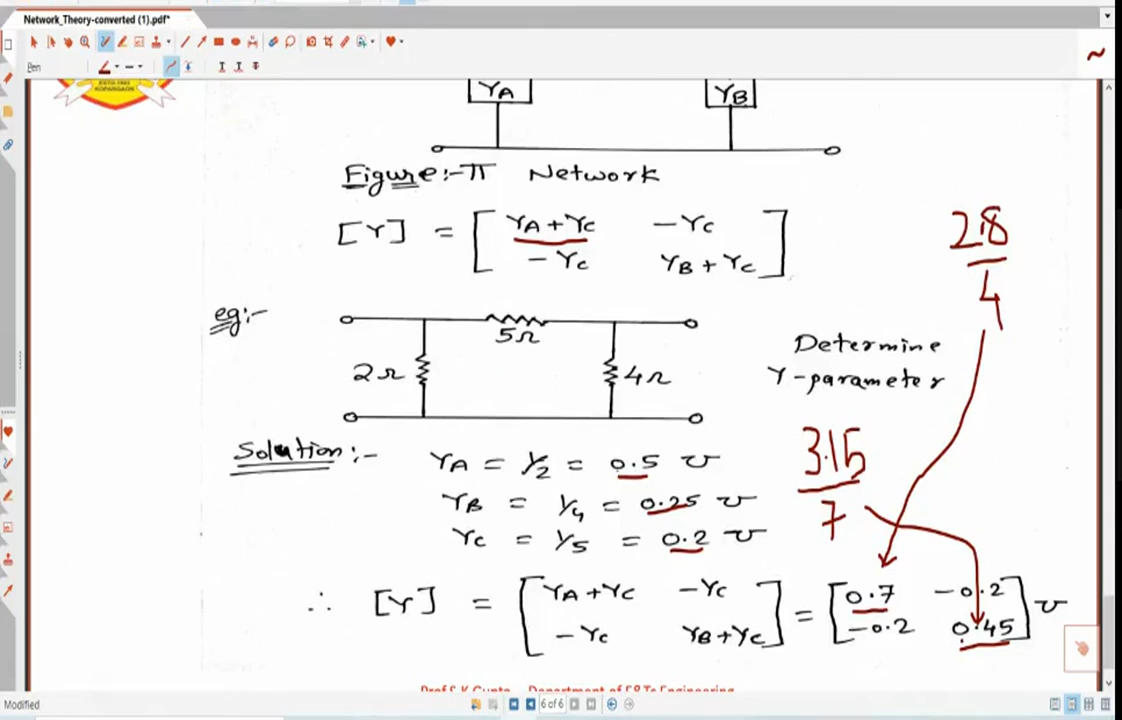 Network_Theory-converted (1).pdf*
Pen
ESTD.1983
KOPARGAON
YA
YB
Figure:- π Network
[Y] = [ YA+YC -YC
-YC YB+YC ]
2.8
4
eg:-
5Ω
2Ω
4Ω
Determine
Y-parameter
Solution:- YA = 1/2 = 0.5 ℧
YB = 1/4 = 0.25 ℧
YC = 1/5 = 0.2 ℧
3.15
7
∴ [Y] = [ YA+YC -YC = [ 0.7 -0.2
-YC YB+YC ] -0.2 0.45 ] ℧
Modified
6 of 6